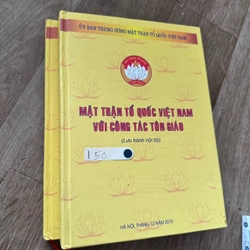 ỦY BAN TRUNG ƯƠNG MẶT TRẬN TỔ QUỐC VIỆT NAM
MẶT TRẬN TỔ QUỐC VIỆT NAM
VỚI CÔNG TÁC TÔN GIÁO
(Lưu hành nội bộ)
150
HÀ NỘI, THÁNG 12 NĂM 2010